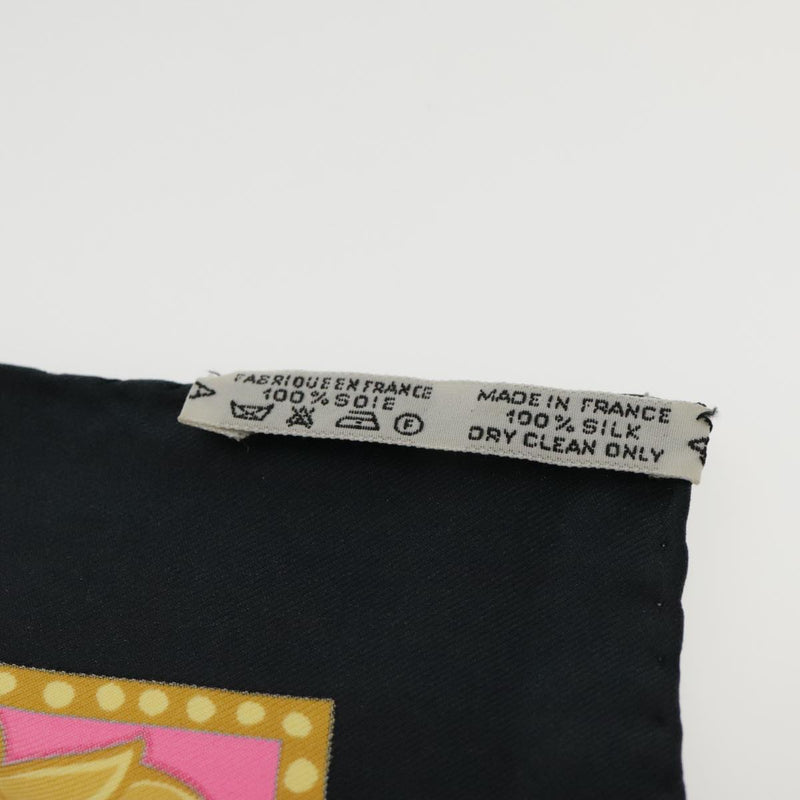 FABRIQUE EN FRANCE
100% SOIE
F
MADE IN FRANCE
100% SILK
DRY CLEAN ONLY